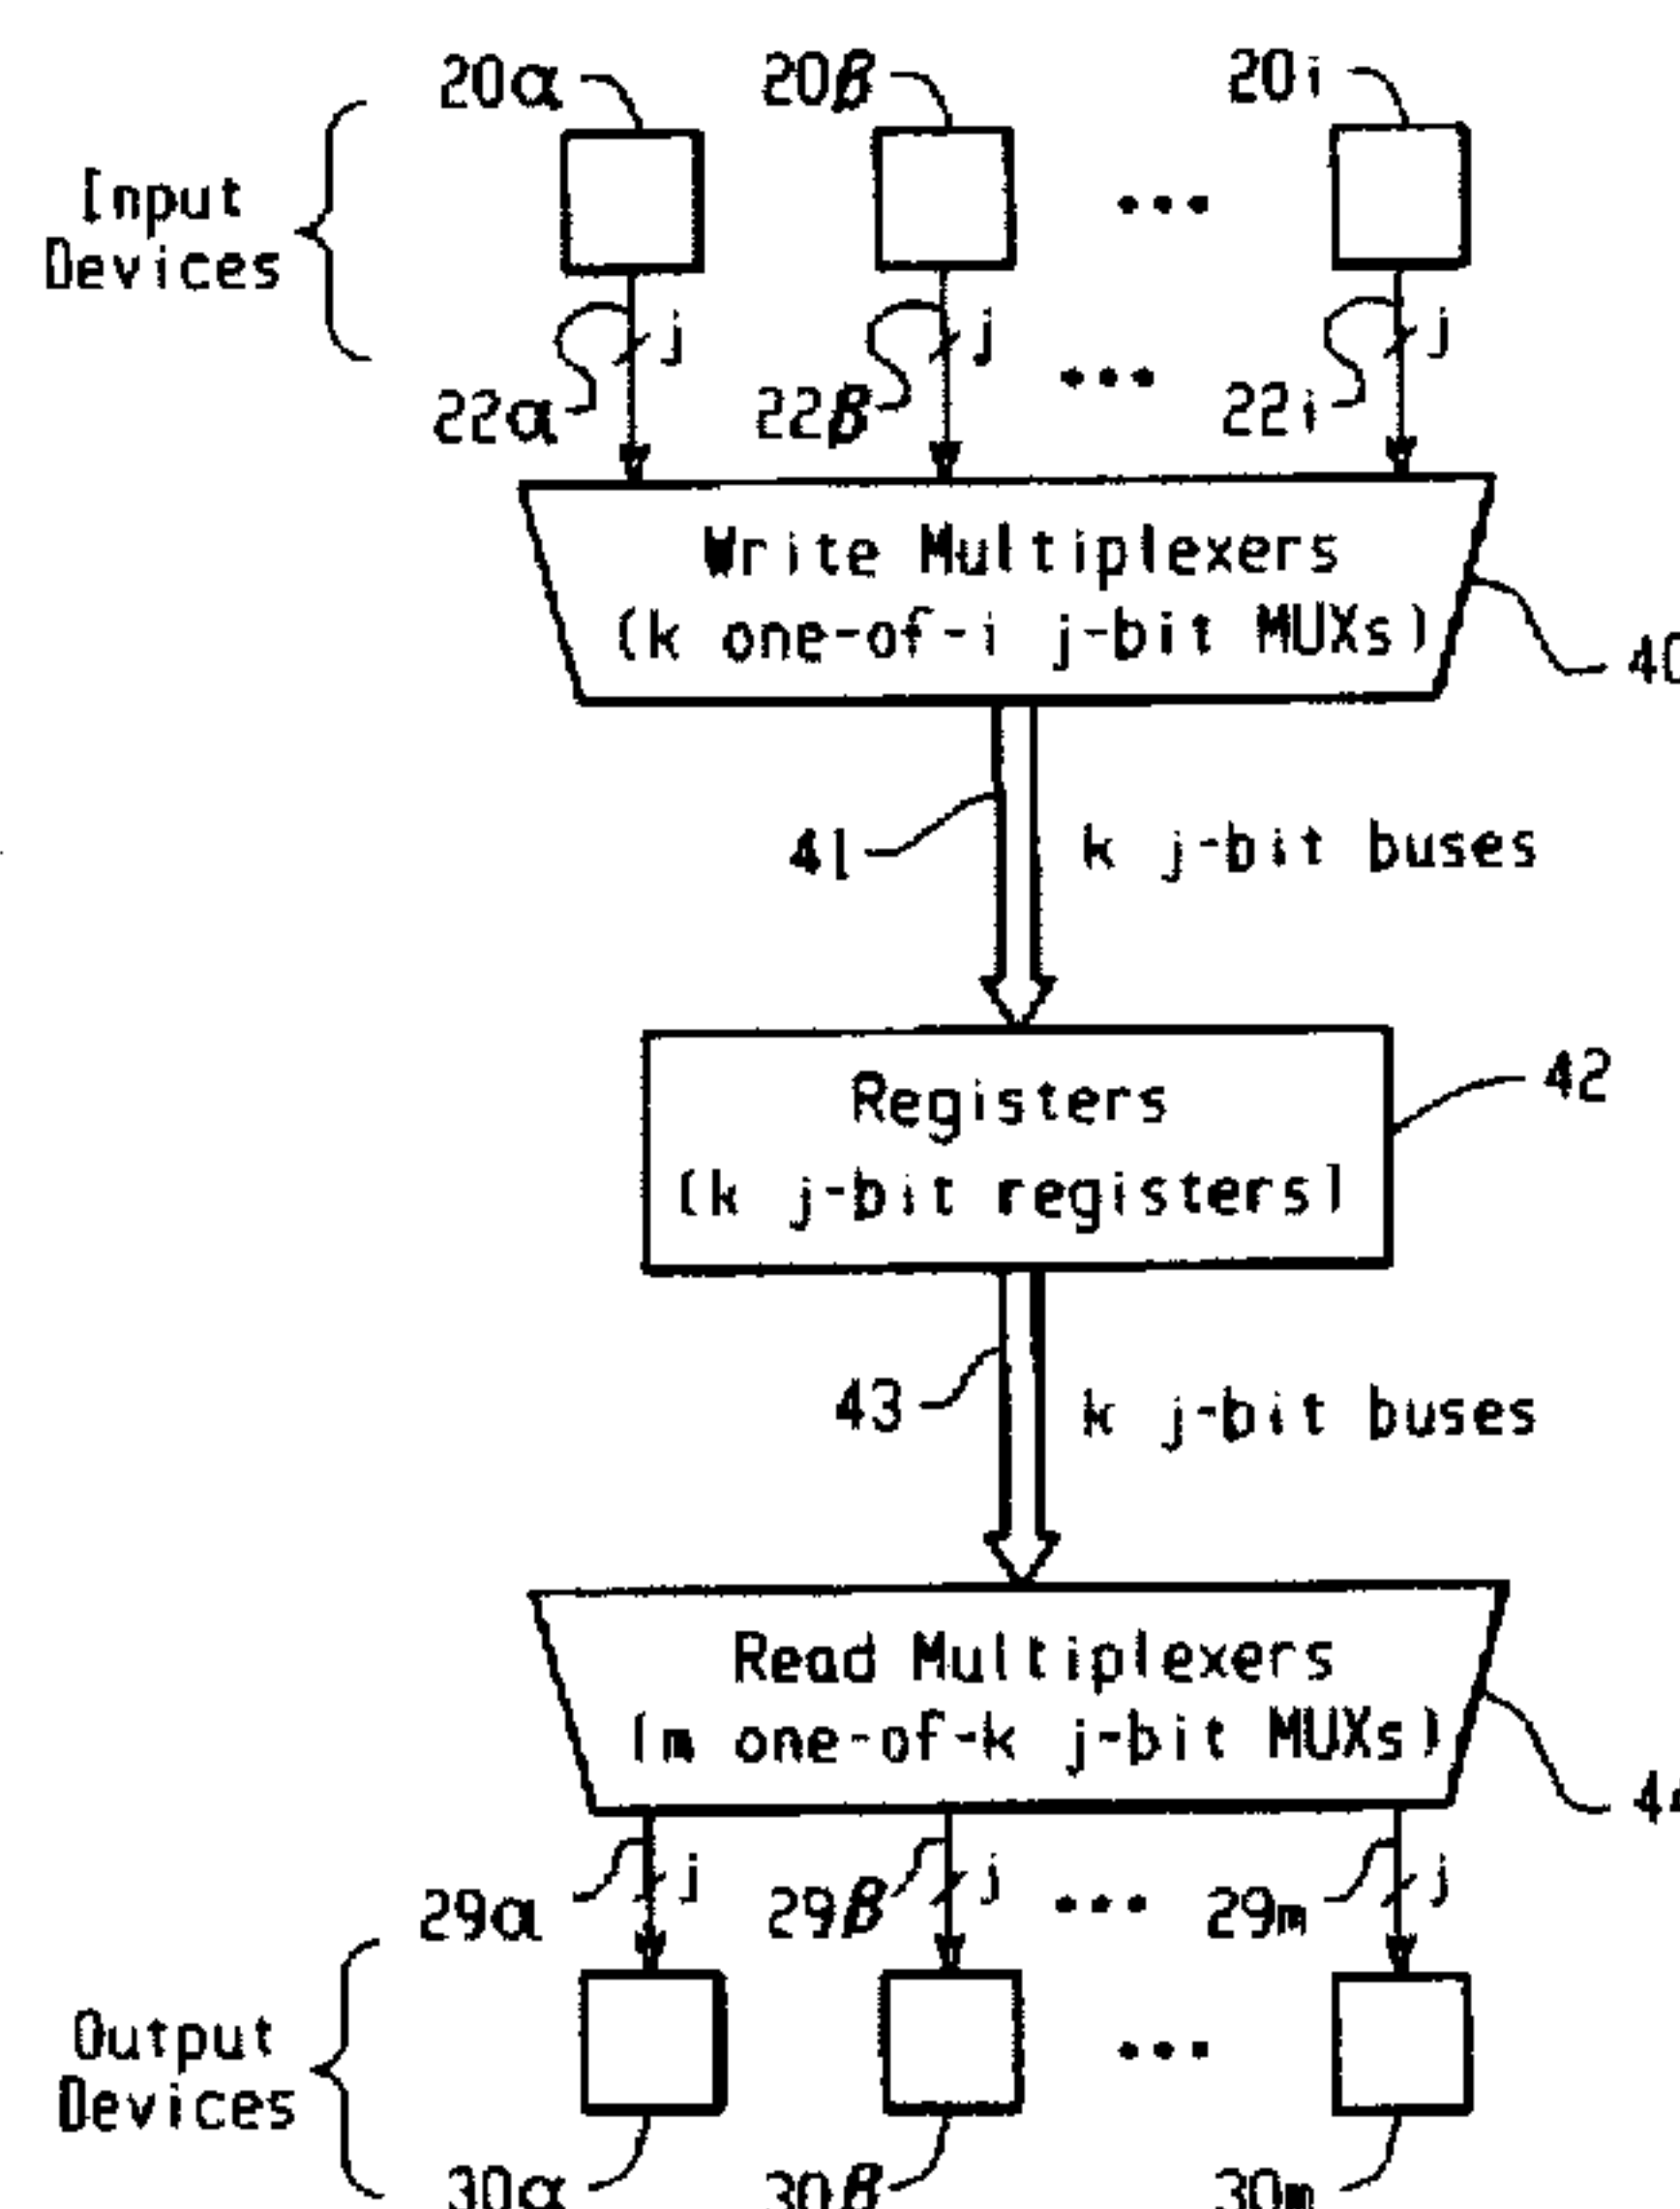 20α 20β 20i
Input
Devices
j j j
22α 22β 22i
Write Multiplexers
(k one-of-i j-bit MUXs)
40
41 k j-bit buses
Registers
42
(k j-bit registers)
43 k j-bit buses
Read Multiplexers
(m one-of-k j-bit MUXs)
44
j j j
29α 29β 29m
Output
Devices
30α 30β 30m